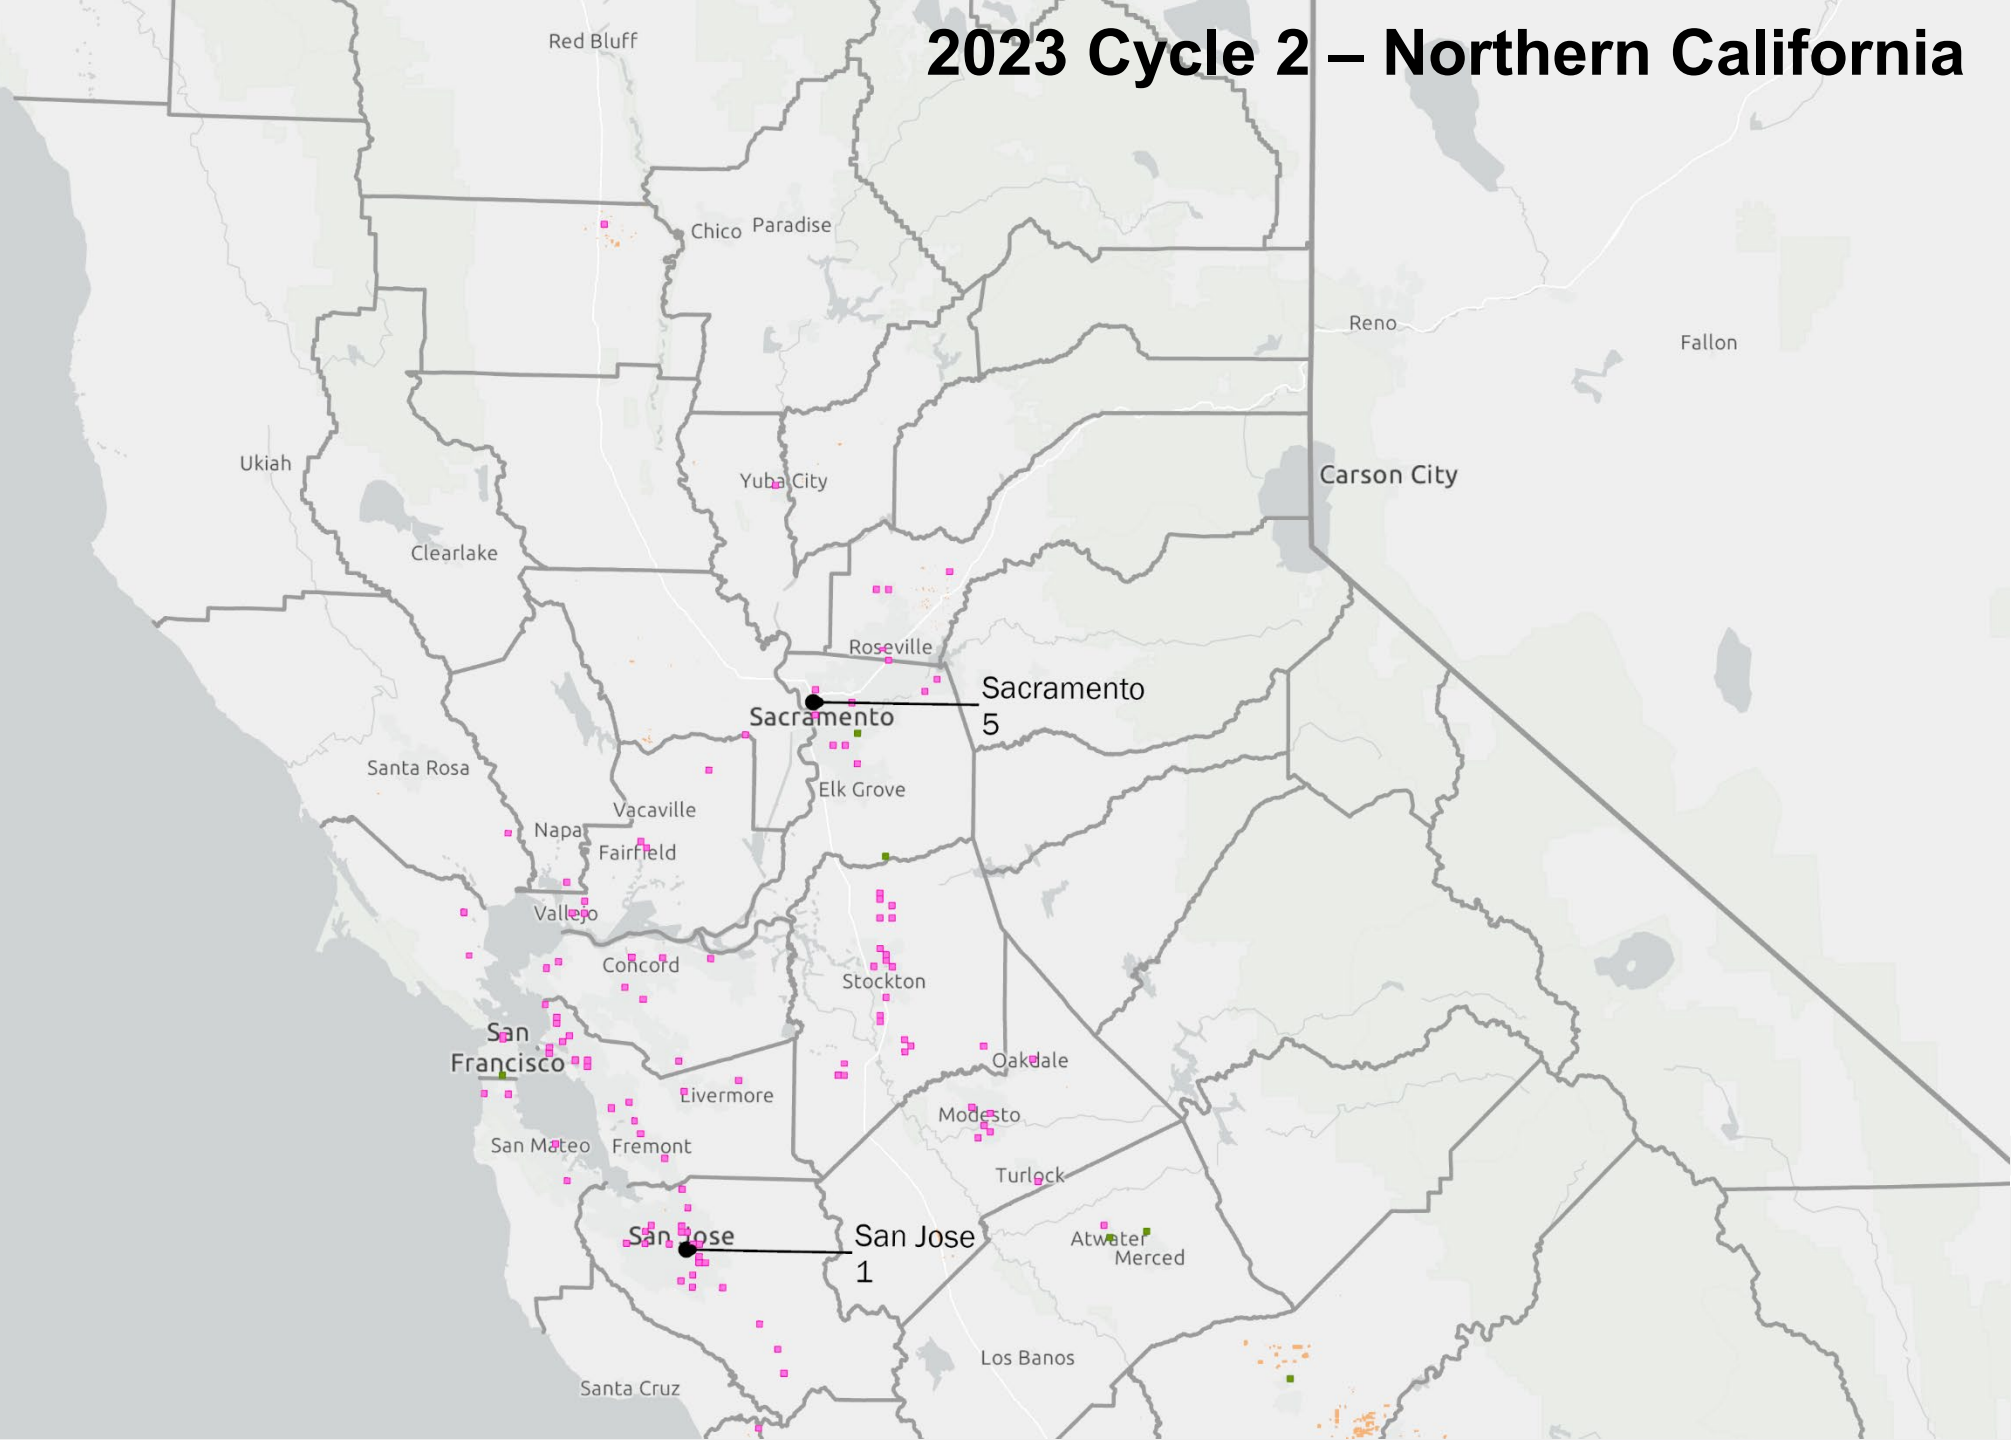 2023 Cycle 2 – Northern California
Red Bluff
Chico
Paradise
Reno
Fallon
Ukiah
Yuba City
Carson City
Clearlake
Roseville
Sacramento
5
Sacramento
Santa Rosa
Elk Grove
Vacaville
Napa
Fairfield
Vallejo
Concord
Stockton
San
Francisco
Oakdale
Livermore
Modesto
San Mateo
Fremont
Turlock
San Jose
San Jose
1
Atwater
Merced
Los Banos
Santa Cruz